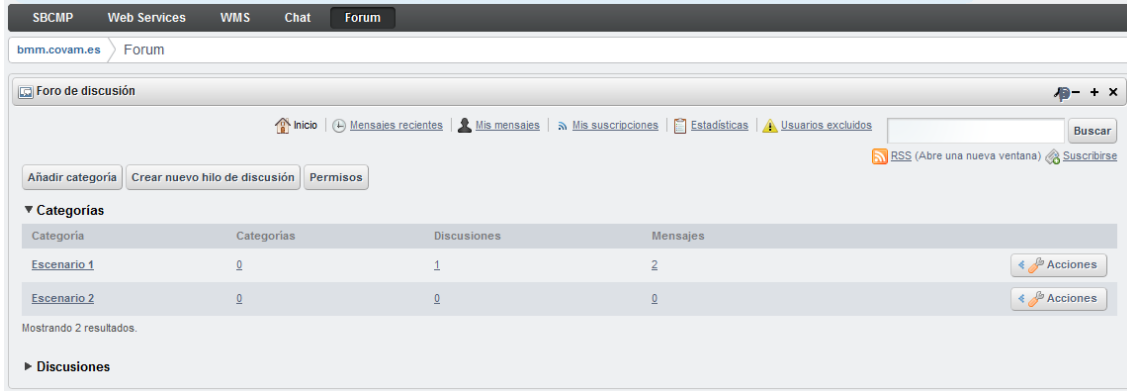 SBCMP Web Services WMS Chat Forum
bmm.covam.es Forum
Foro de discusión
Inicio Mensajes recientes Mis mensajes Mis suscripciones Estadísticas Usuarios excluidos Buscar
RSS (Abre una nueva ventana) Suscribirse
Añadir categoría Crear nuevo hilo de discusión Permisos
Categorías
Categoría Categorías Discusiones Mensajes
Escenario 1 0 1 2 Acciones
Escenario 2 0 0 0 Acciones
Mostrando 2 resultados.
Discusiones